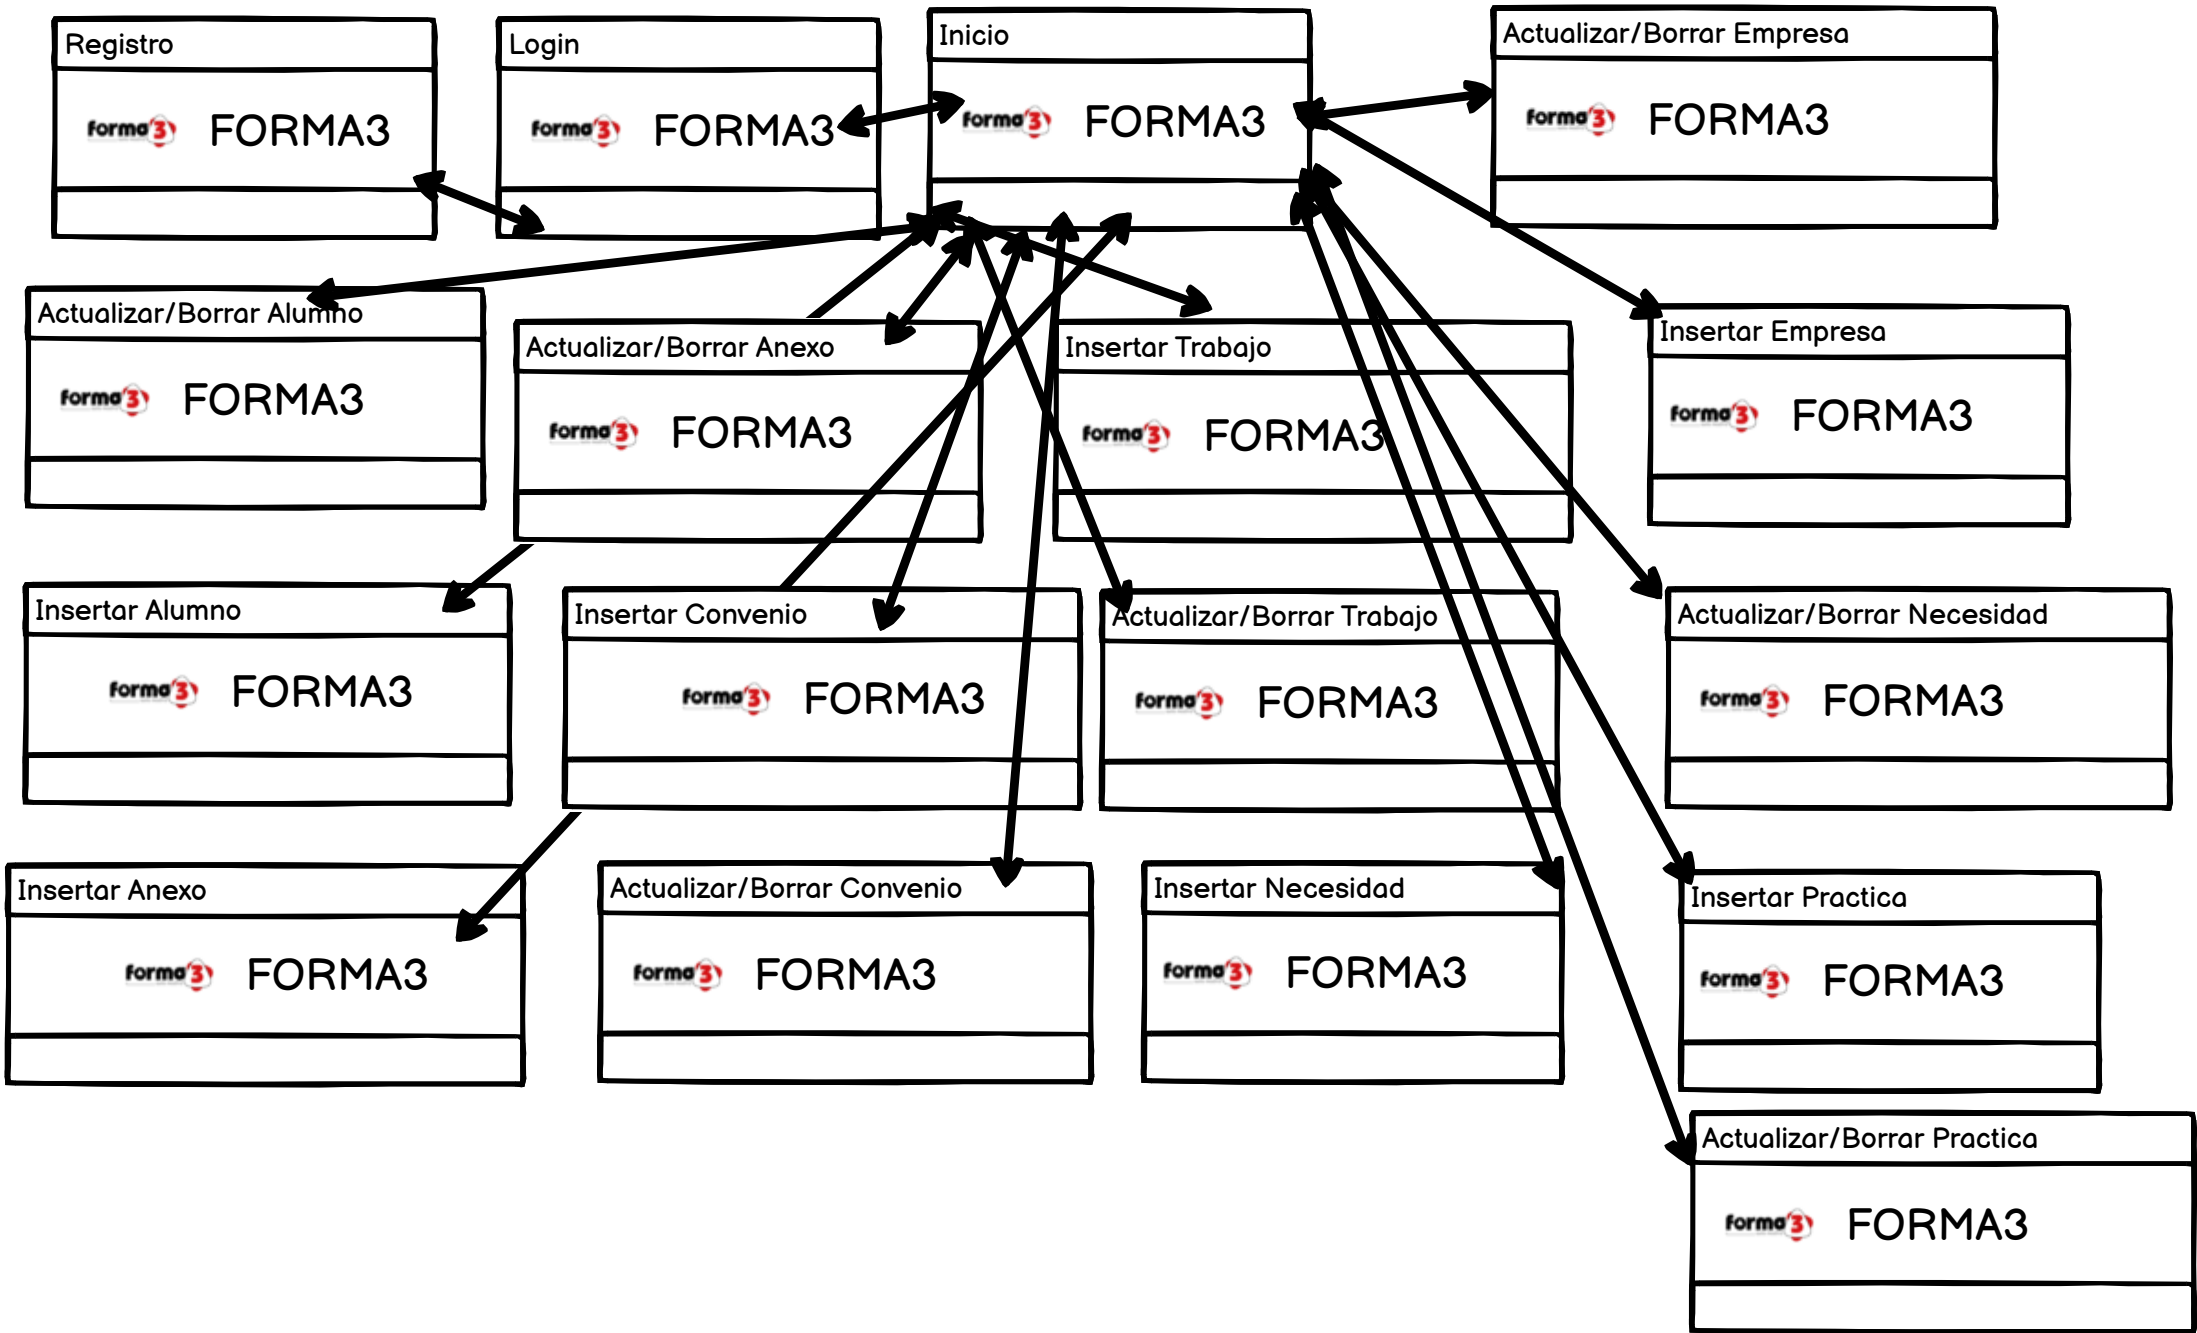 Registro
forma3 FORMA3
Login
forma3 FORMA3
Inicio
forma3 FORMA3
Actualizar/Borrar Empresa
forma3 FORMA3
Actualizar/Borrar Alumno
forma3 FORMA3
Actualizar/Borrar Anexo
forma3 FORMA3
Insertar Trabajo
forma3 FORMA3
Insertar Empresa
forma3 FORMA3
Insertar Alumno
forma3 FORMA3
Insertar Convenio
forma3 FORMA3
Actualizar/Borrar Trabajo
forma3 FORMA3
Actualizar/Borrar Necesidad
forma3 FORMA3
Insertar Anexo
forma3 FORMA3
Actualizar/Borrar Convenio
forma3 FORMA3
Insertar Necesidad
forma3 FORMA3
Insertar Practica
forma3 FORMA3
Actualizar/Borrar Practica
forma3 FORMA3